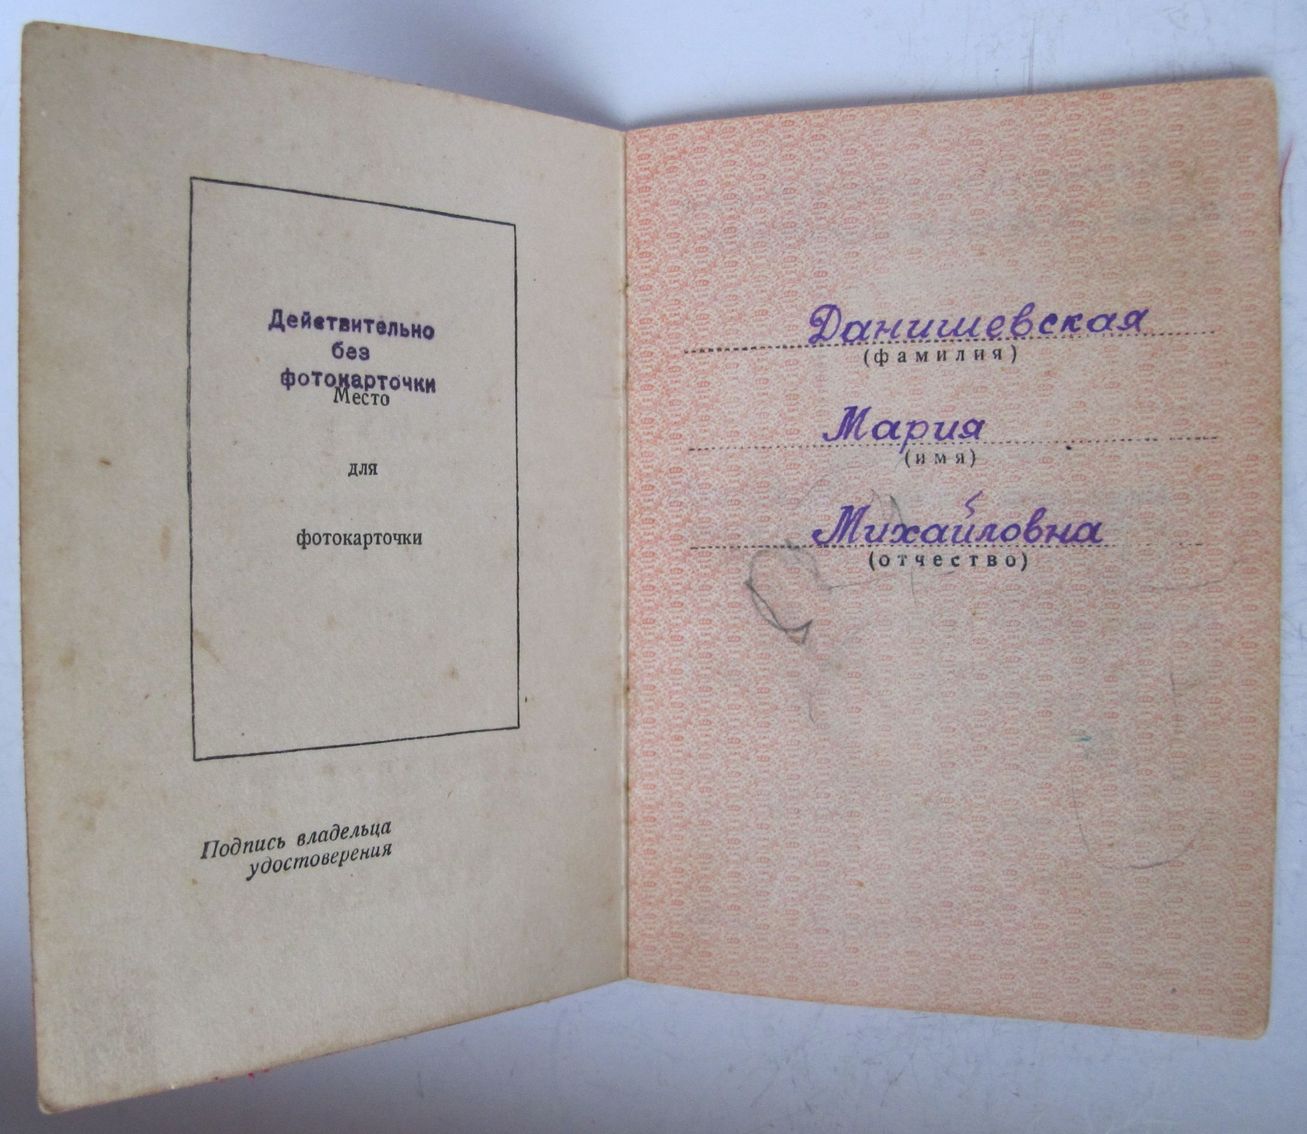 Действительно
без
фотокарточки
Место
для
фотокарточки
Подпись владельца
удостоверения
Данишевская
(фамилия)
Мария
(имя)
Михайловна
(отчество)